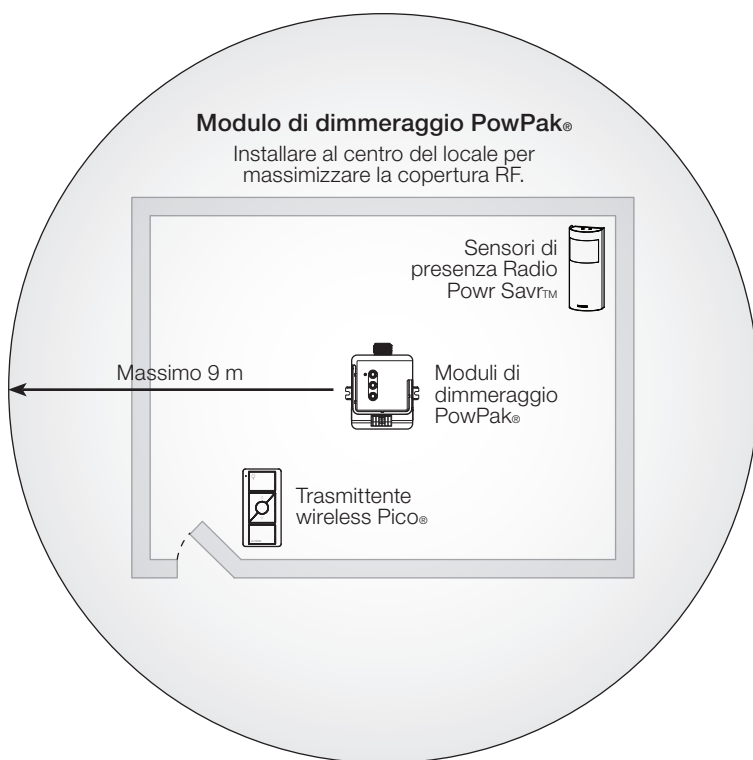 Modulo di dimmeraggio PowPak®
Installare al centro del locale per
massimizzare la copertura RF.
Sensori di
presenza Radio
Powr Savr™
Massimo 9 m
Moduli di
dimmeraggio
PowPak®
Trasmittente
wireless Pico®